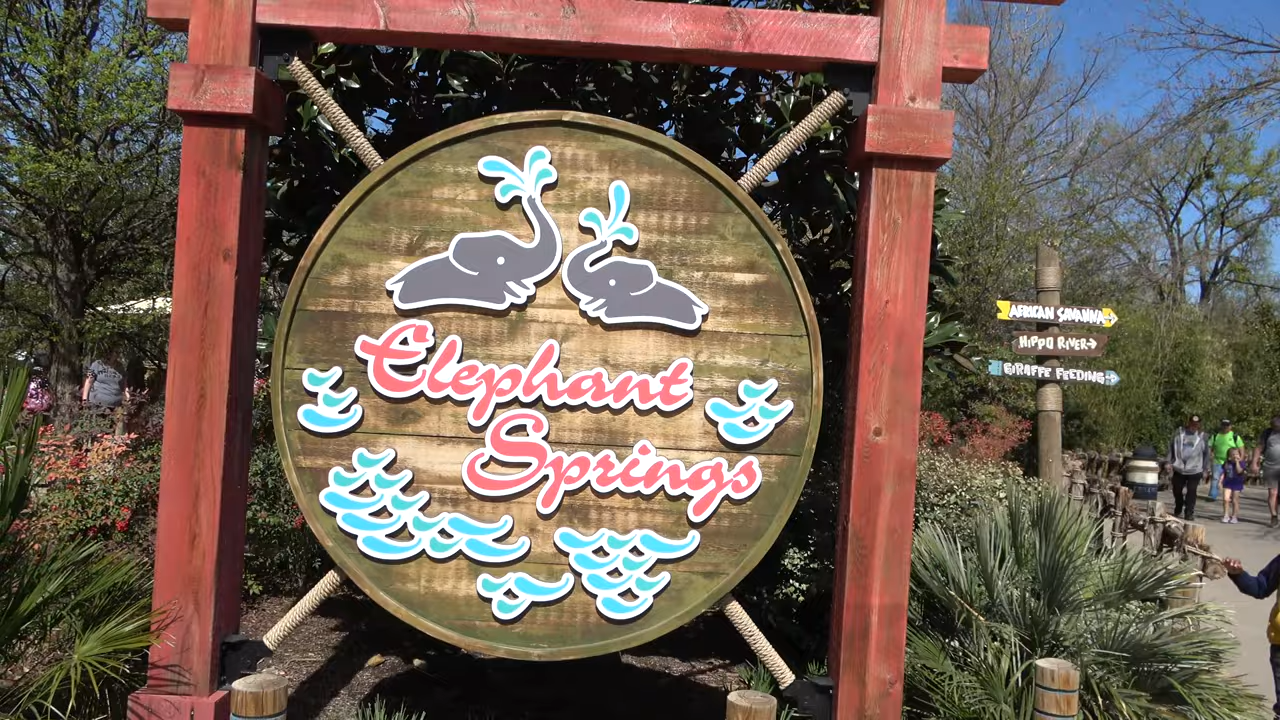 Elephant
Springs
AFRICAN SAVANNA
HIPPO RIVER
GIRAFFE FEEDING